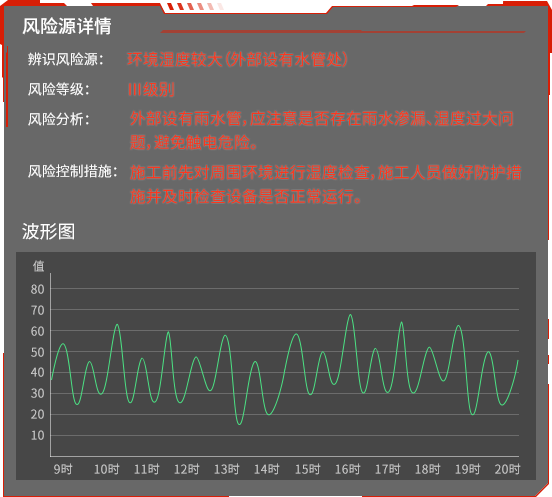 风险源详情
辨识风险源： 环境温度较大（外部设有水管处）
风险等级： III级别
风险分析： 外部设有雨水管，应注意是否存在雨水渗漏、温度过大问
题，避免触电危险。
风险控制措施： 施工前先对周围环境进行温度检查，施工人员做好防护措
施并及时检查设备是否正常运行。
波形图
值
80
70
60
50
40
30
20
10
9时 10时 11时 12时 13时 14时 15时 16时 17时 18时 19时 20时